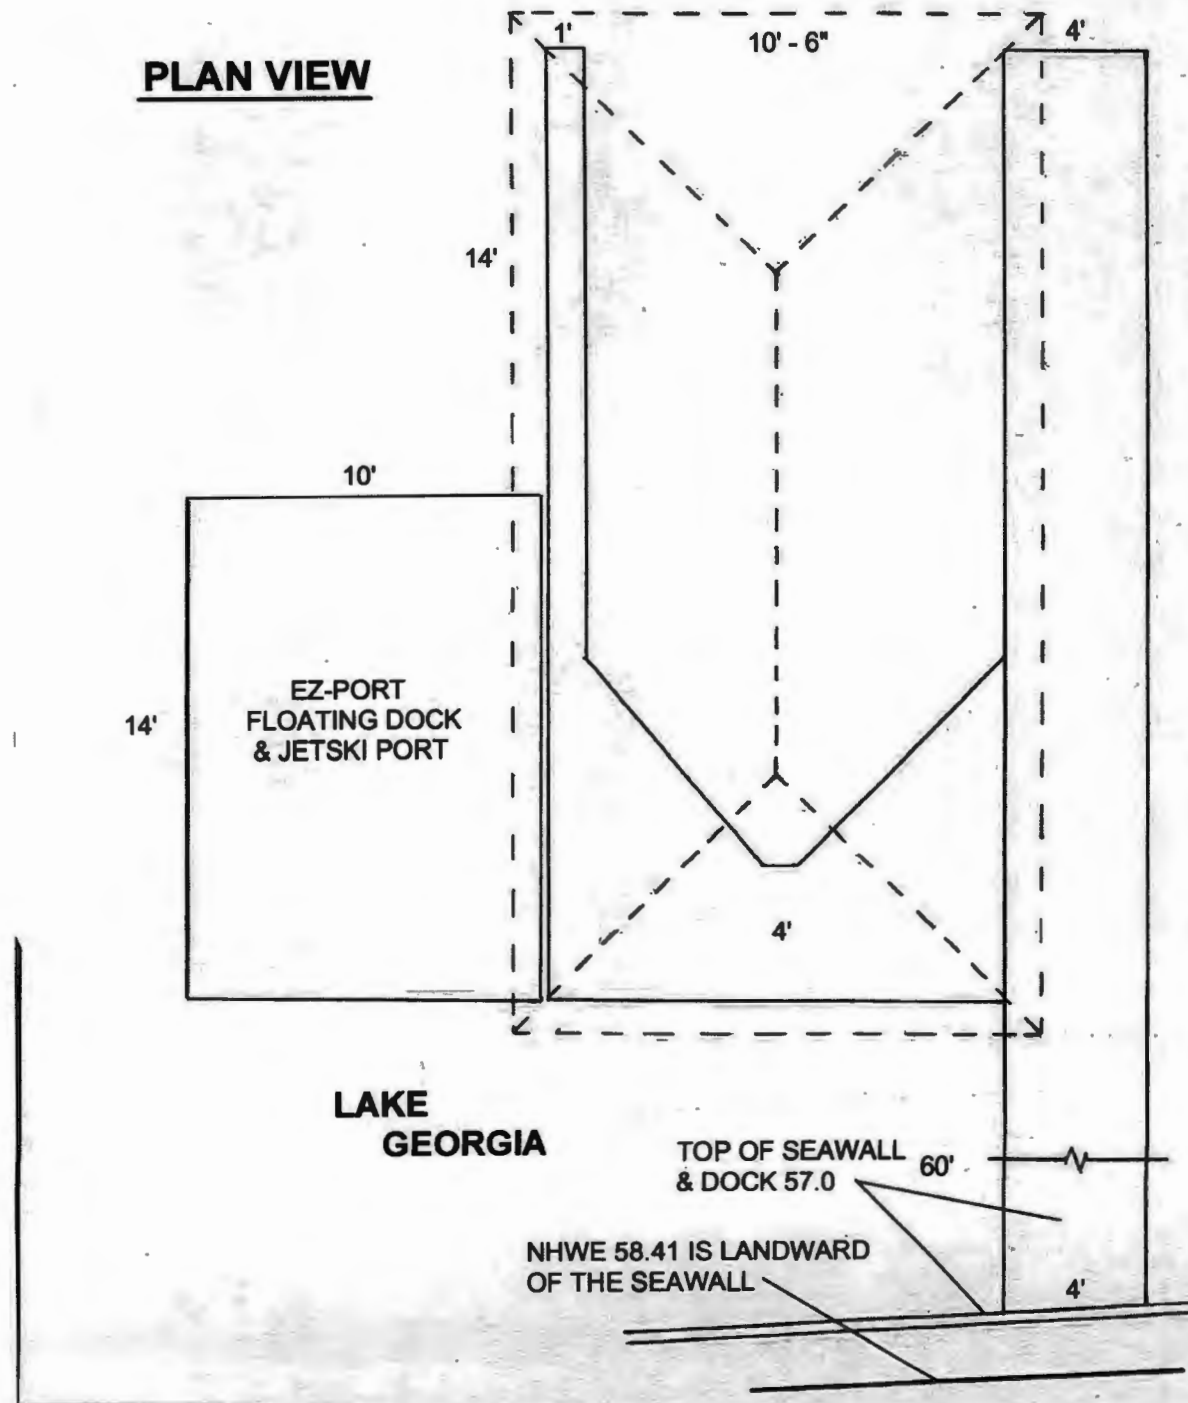 PLAN VIEW
1'
10' - 6"
4'
14'
10'
EZ-PORT
FLOATING DOCK
& JETSKI PORT
14'
4'
LAKE
GEORGIA
TOP OF SEAWALL
& DOCK 57.0
60'
NHWE 58.41 IS LANDWARD
OF THE SEAWALL
4'